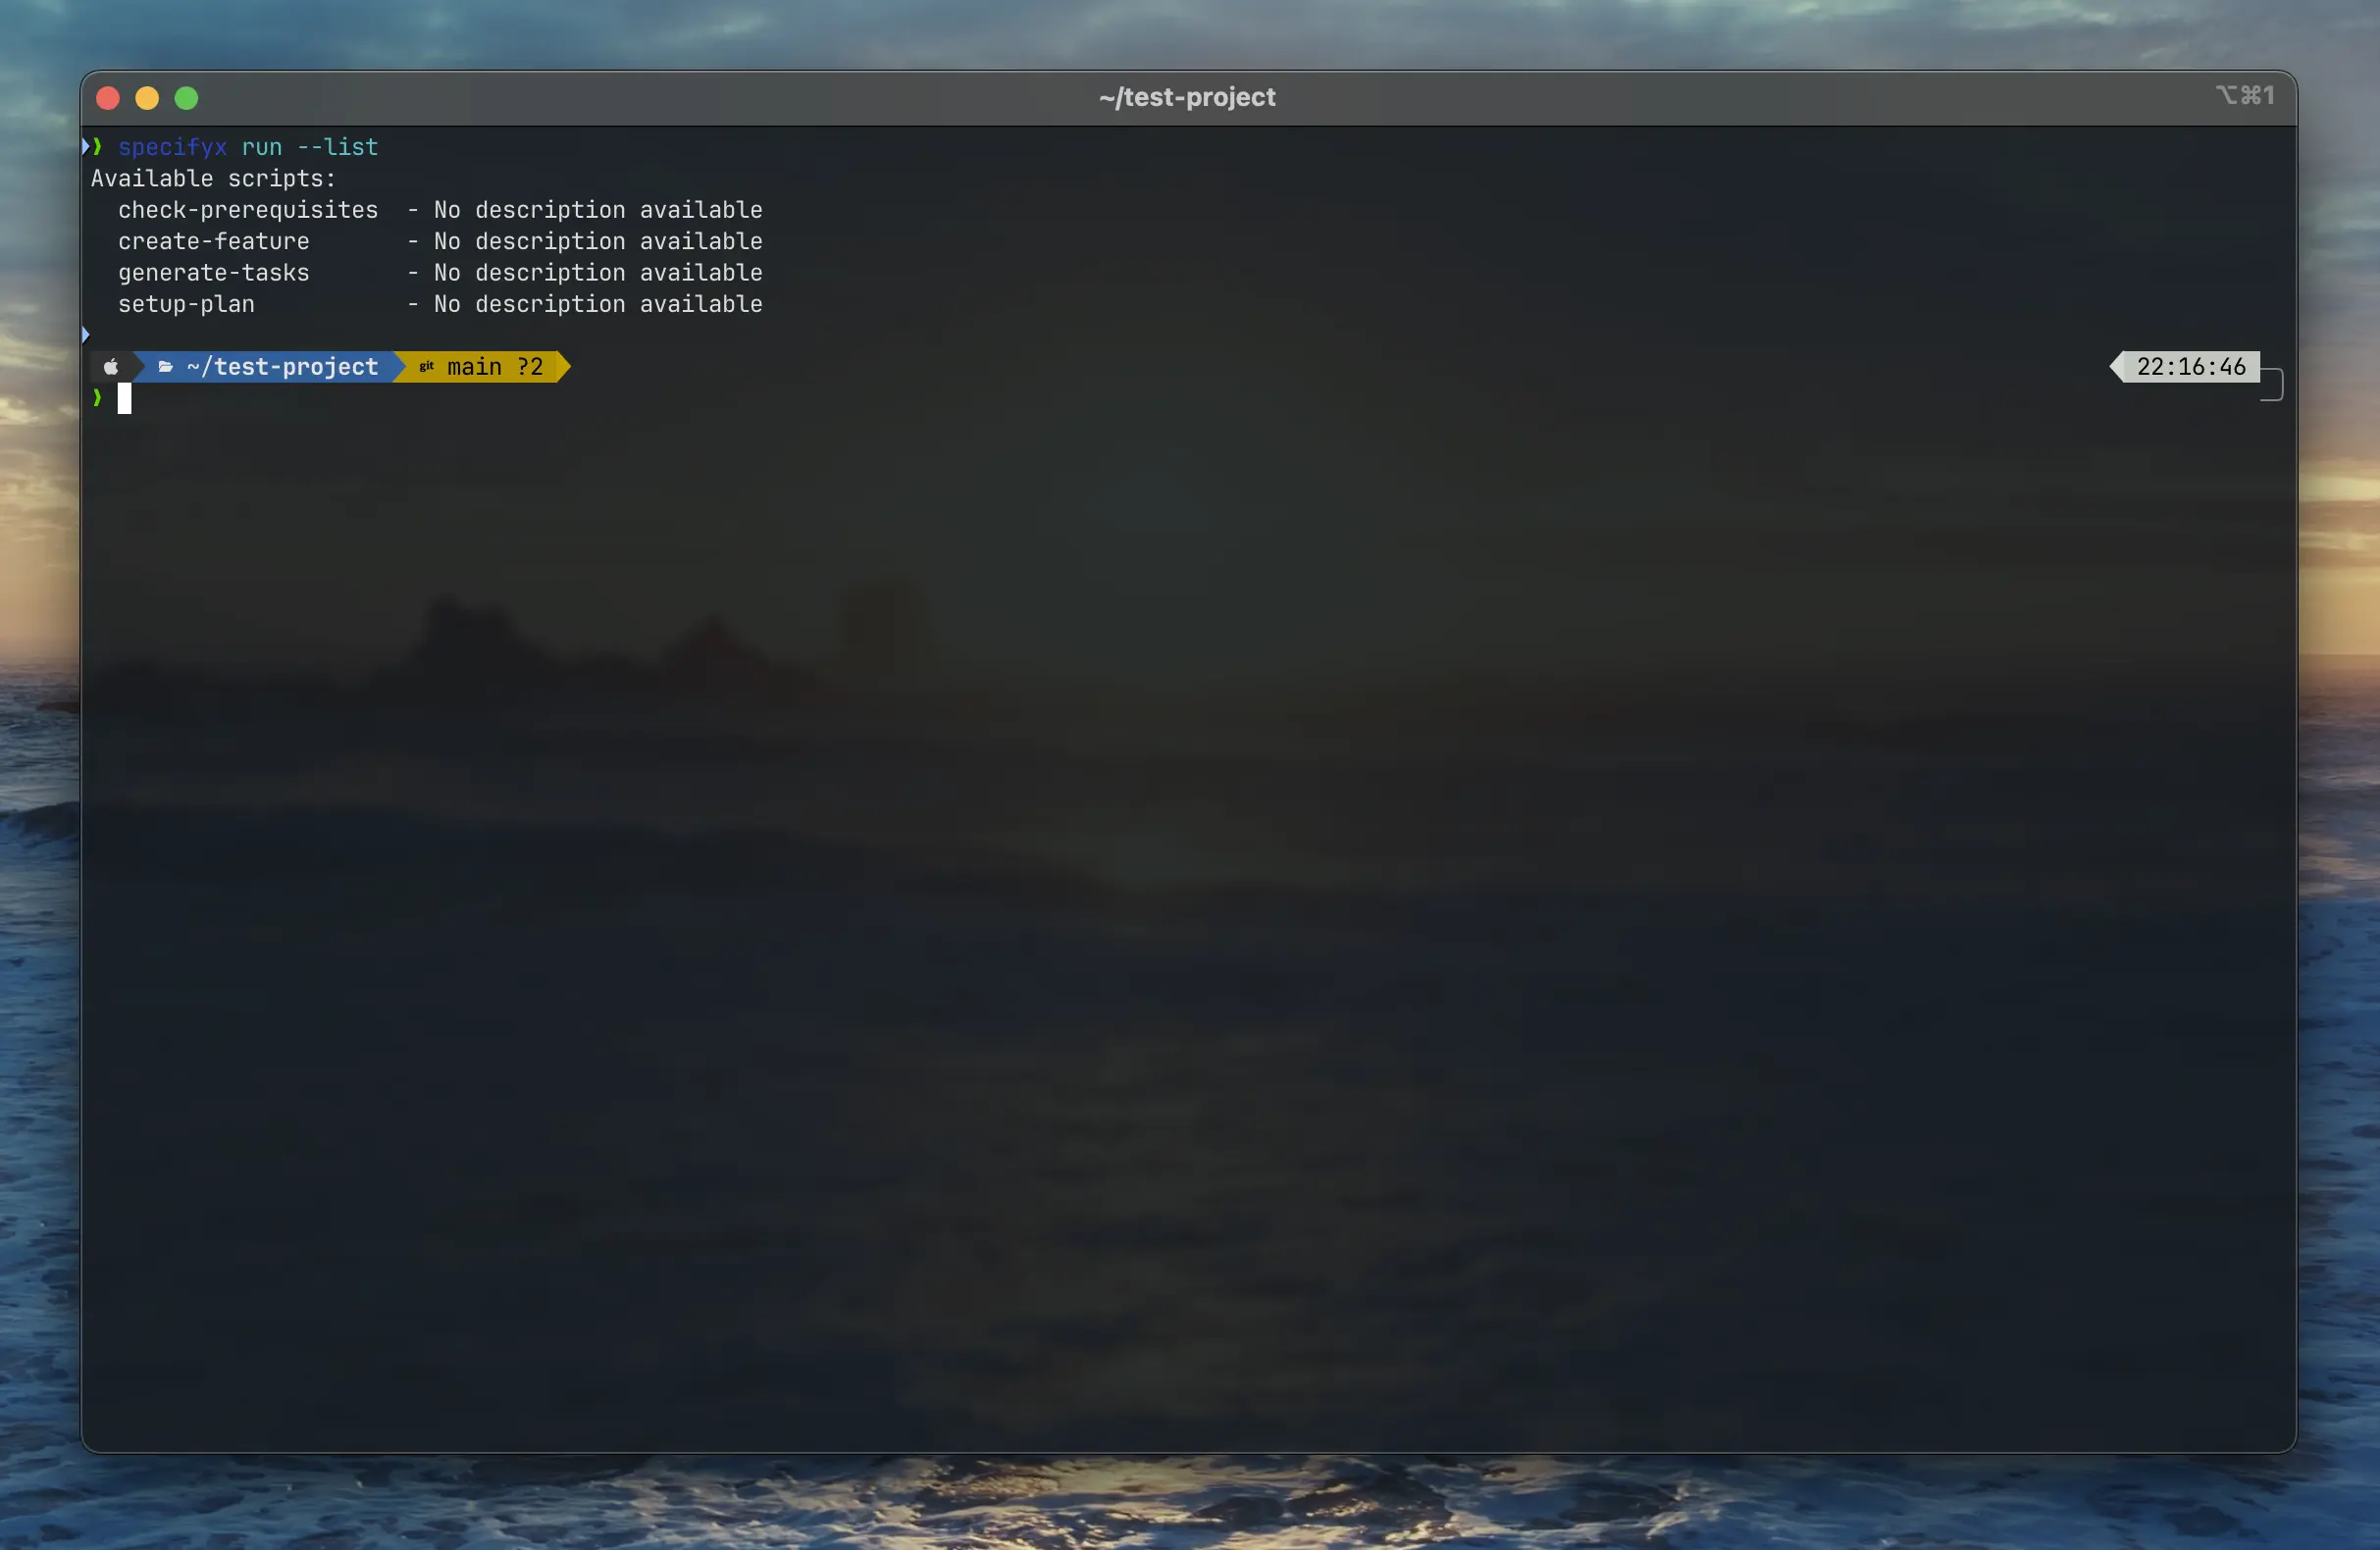 ~/test-project
⌥⌘1
❯ specifyx run --list
Available scripts:
check-prerequisites - No description available
create-feature - No description available
generate-tasks - No description available
setup-plan - No description available
~/test-project git main ?2 22:16:46
❯